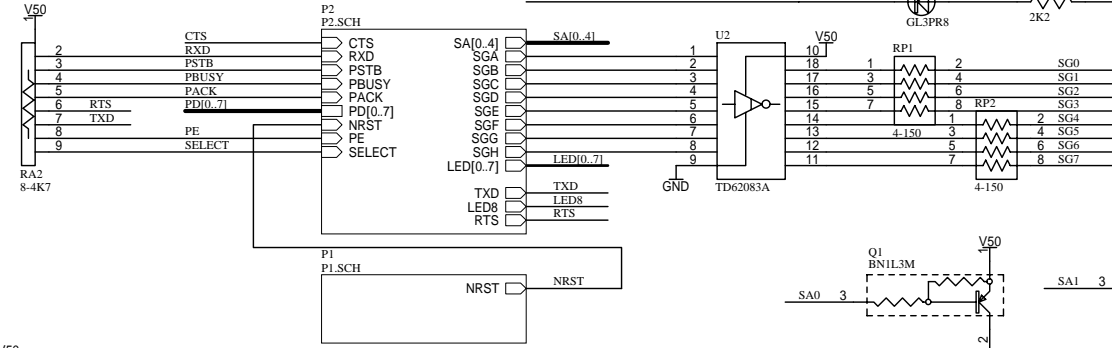 V50
1
P2
P2.SCH
GL3PR8
2K2
CTS
RXD
PSTB
PBUSY
PACK
PD[0..7]
PE
SELECT
RTS
TXD
2
3
4
5
6
7
8
9
RA2
8-4K7
CTS
RXD
PSTB
PBUSY
PACK
PD[0..7]
NRST
PE
SELECT
SA[0..4]
SGA
SGB
SGC
SGD
SGE
SGF
SGG
SGH
LED[0..7]
TXD
LED8
RTS
SA[0..4]
LED[0..7]
TXD
LED8
RTS
U2
1
2
3
4
5
6
7
8
9
GND
TD62083A
V50
10
18
17
16
15
14
13
12
11
RP1
1 2
3 4
5 6
7 8
4-150
RP2
1 2
3 4
5 6
7 8
4-150
SG0
SG1
SG2
SG3
SG4
SG5
SG6
SG7
P1
P1.SCH
NRST
NRST
Q1
BN1L3M
V50
1
SA0 3
2
SA1 3